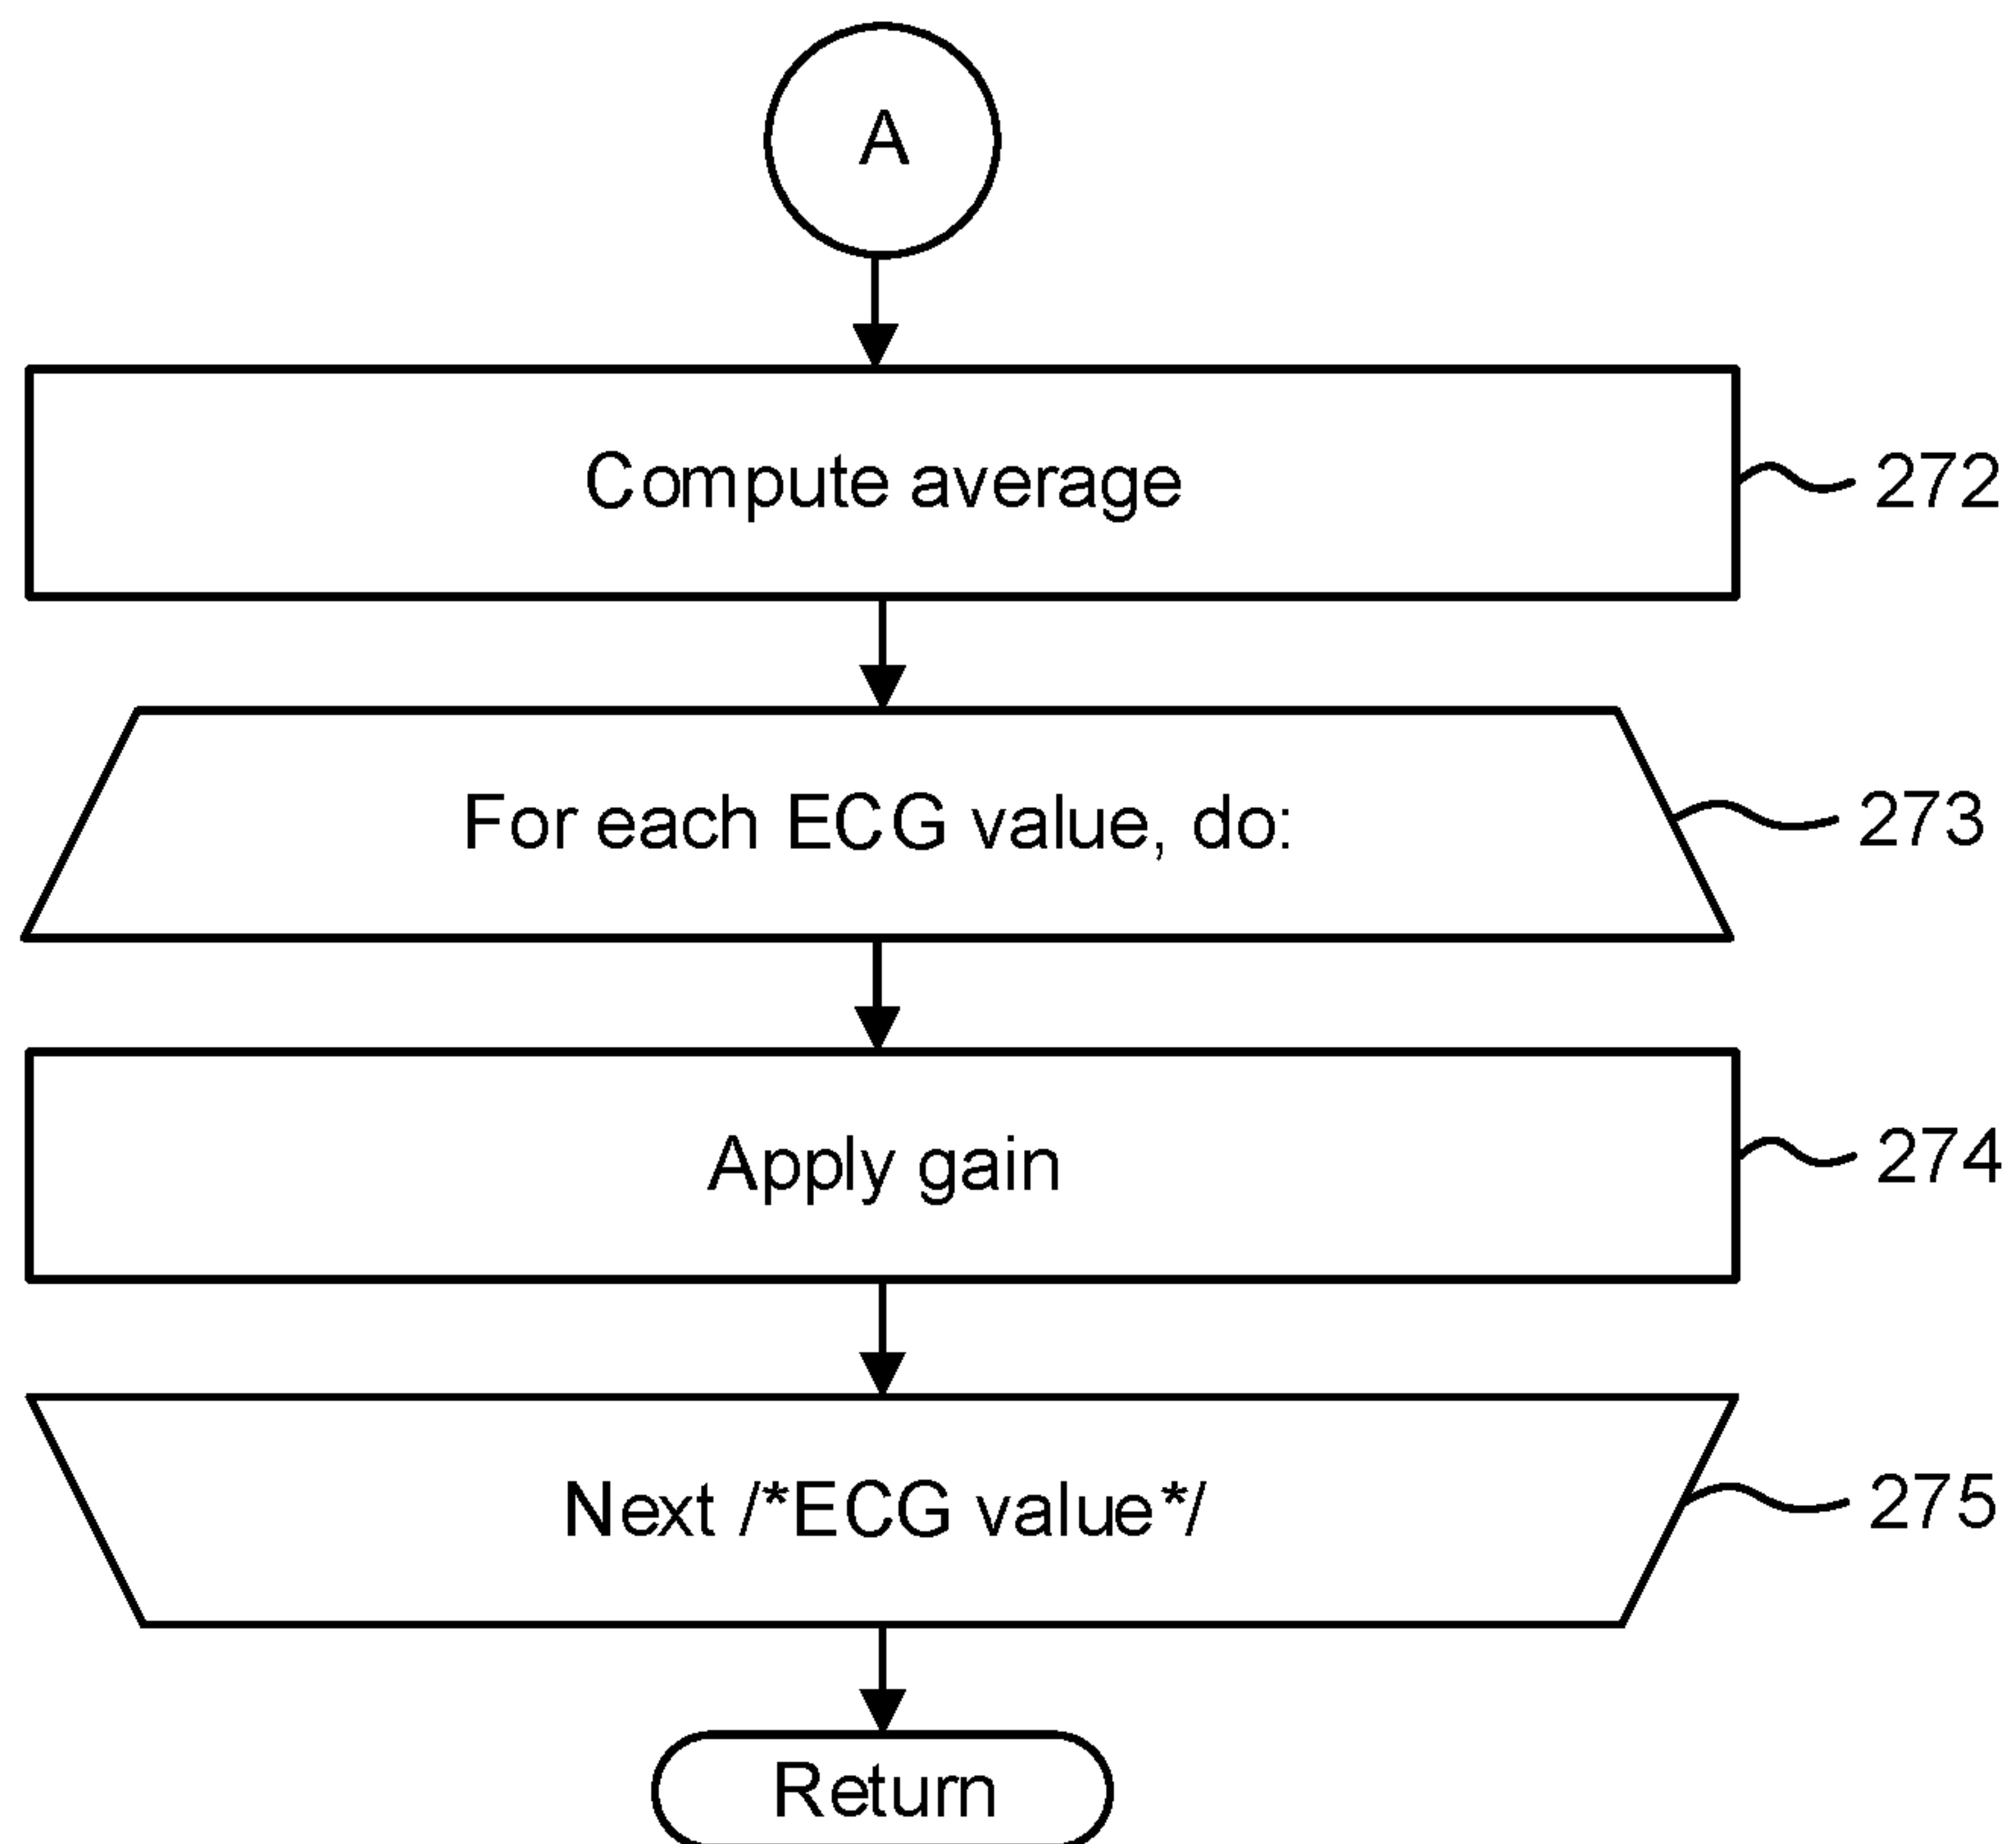 A
Compute average
272
For each ECG value, do:
273
Apply gain
274
Next /*ECG value*/
275
Return